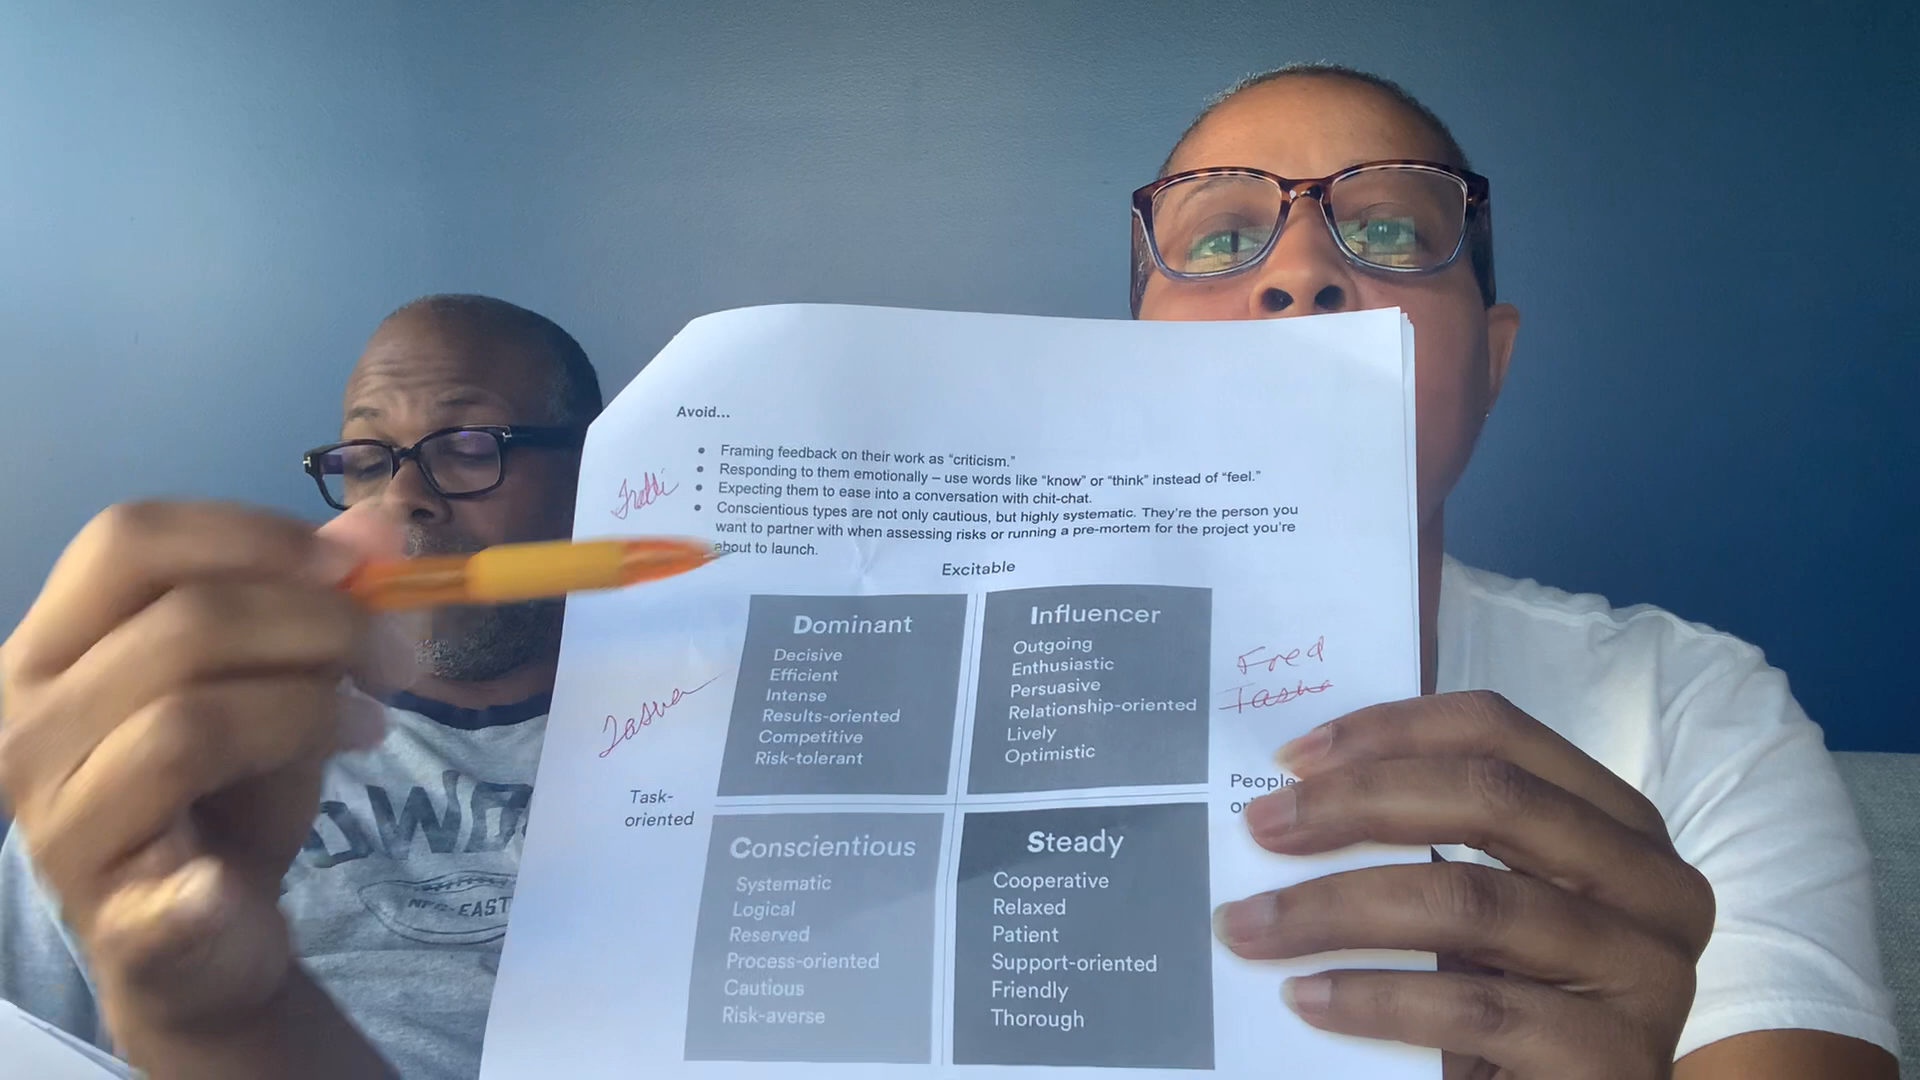 Avoid...
• Framing feedback on their work as “criticism.”
• Responding to them emotionally – use words like “know” or “think” instead of “feel.”
• Expecting them to ease into a conversation with chit-chat.
• Conscientious types are not only cautious, but highly systematic. They're the person you
want to partner with when assessing risks or running a pre-mortem for the project you're
about to launch.
Excitable
Dominant
Decisive
Efficient
Intense
Results-oriented
Competitive
Risk-tolerant
Influencer
Outgoing
Enthusiastic
Persuasive
Relationship-oriented
Lively
Optimistic
Fred
Tasha
Task-
oriented
People
Conscientious
Systematic
Logical
Reserved
Process-oriented
Cautious
Risk-averse
Steady
Cooperative
Relaxed
Patient
Support-oriented
Friendly
Thorough
EAST